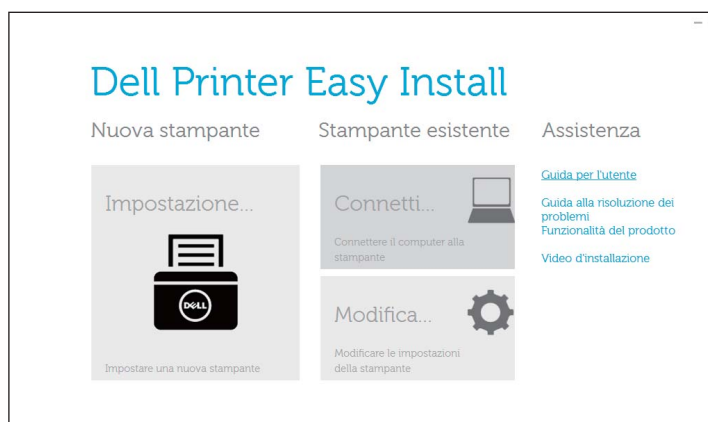 Dell Printer Easy Install
Nuova stampante
Impostazione...
DELL
Impostare una nuova stampante
Stampante esistente
Connetti...
Connettere il computer alla
stampante
Modifica...
Modificare le impostazioni
della stampante
Assistenza
Guida per l'utente
Guida alla risoluzione dei
problemi
Funzionalità del prodotto
Video d'installazione